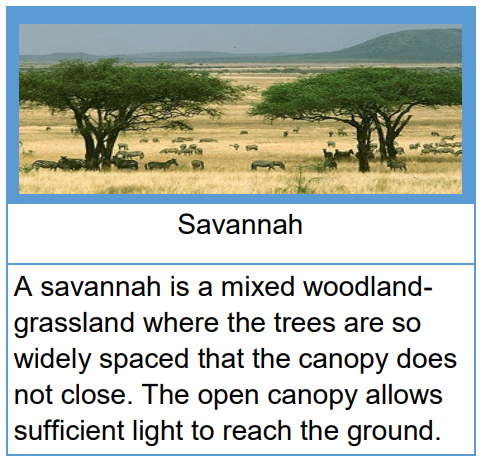 Savannah
A savannah is a mixed woodland-
grassland where the trees are so
widely spaced that the canopy does
not close. The open canopy allows
sufficient light to reach the ground.